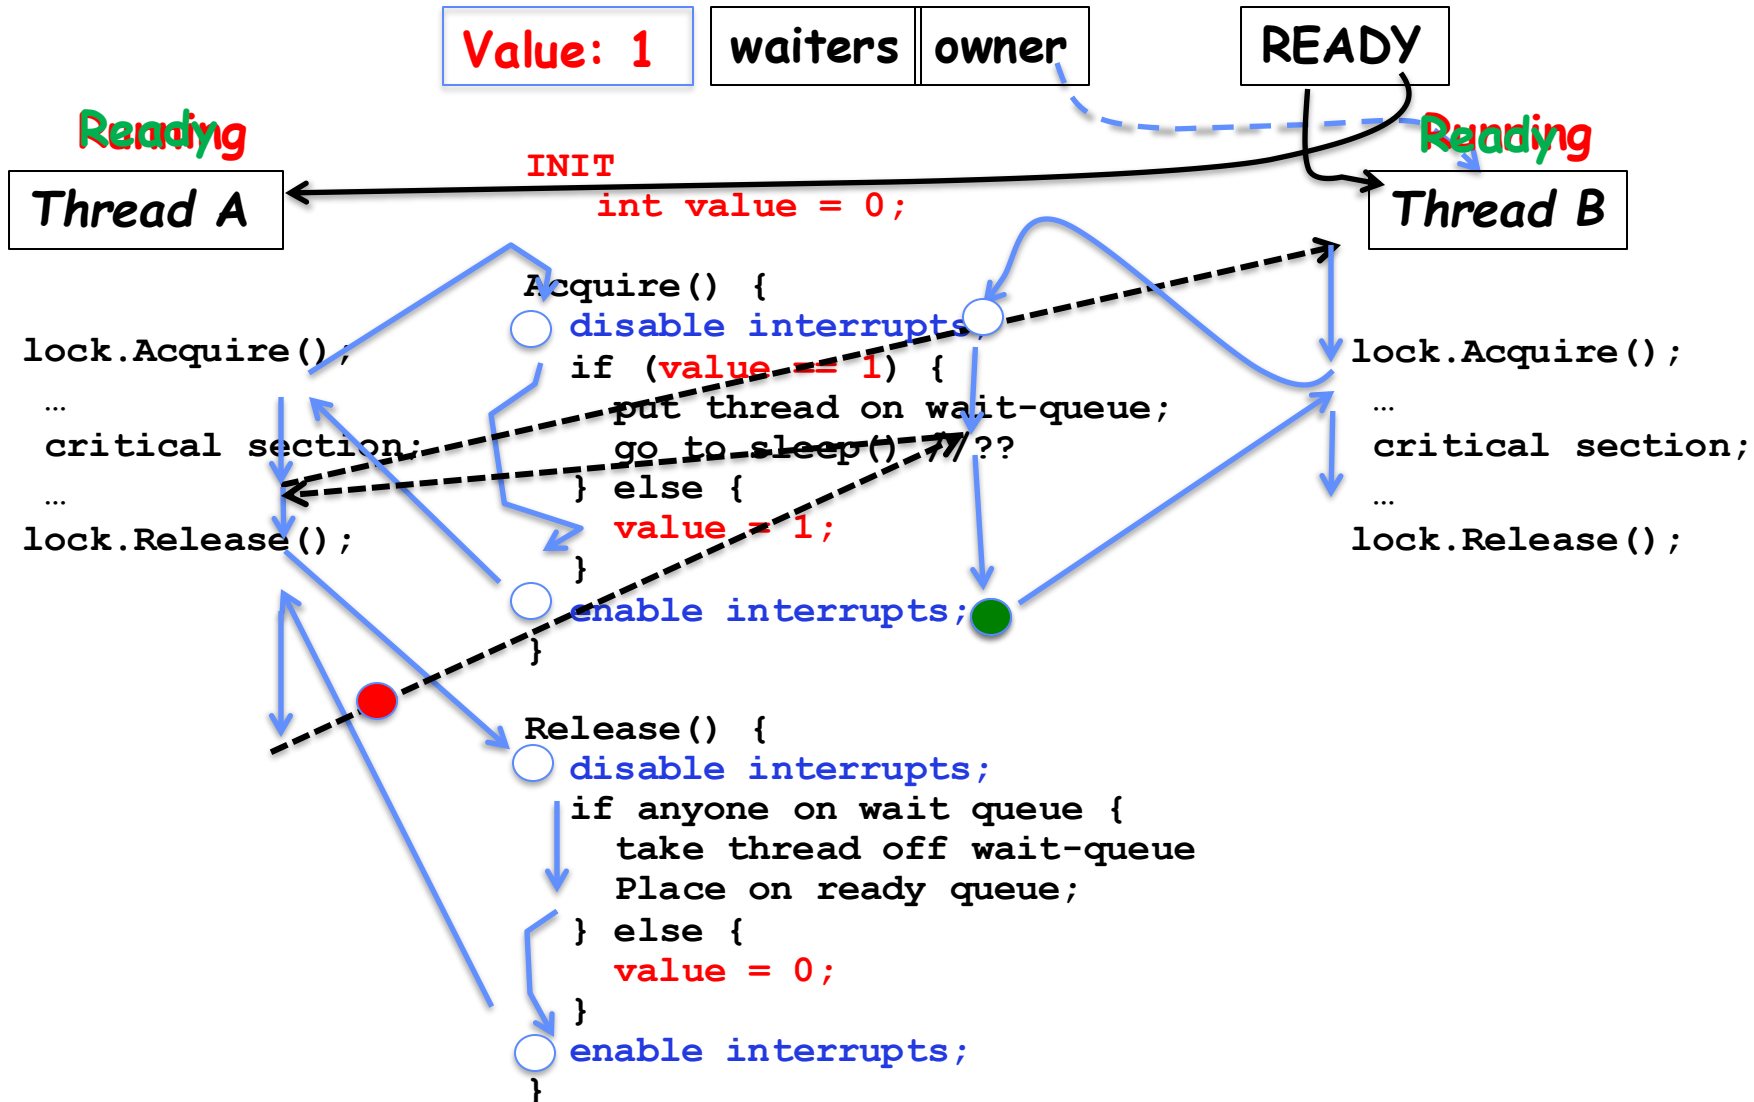 Value: 1
waiters
owner
READY
Ready
Running
Ready
Running
Thread A
Thread B
INIT
int value = 0;
Acquire() {
disable interrupts;
if (value == 1) {
put thread on wait-queue;
go to sleep() //??
} else {
value = 1;
}
enable interrupts;
}
Release() {
disable interrupts;
if anyone on wait queue {
take thread off wait-queue
Place on ready queue;
} else {
value = 0;
}
enable interrupts;
}
lock.Acquire();
…
critical section;
…
lock.Release();
lock.Acquire();
…
critical section;
…
lock.Release();